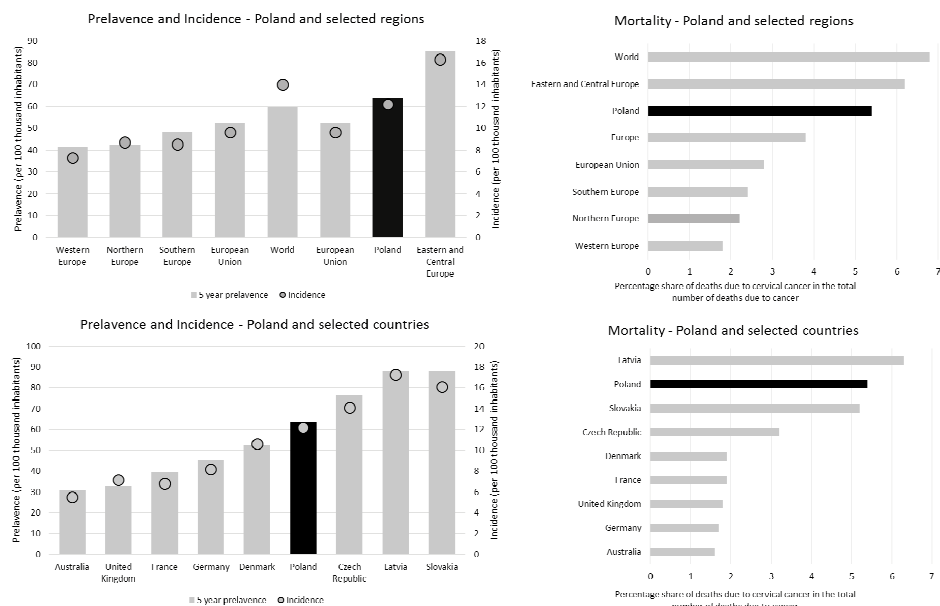 Prelavence and Incidence - Poland and selected regions
Prelavence (per 100 thousand inhabitants)
90
80
70
60
50
40
30
20
10
0
18
16
14
12
10
8
6
4
2
0
Incidence (per 100 thousand inhabitants)
Western Europe
Northern Europe
Southern Europe
European Union
World
European Union
Poland
Eastern and Central Europe
5 year prelavence
Incidence
Mortality - Poland and selected regions
World
Eastern and Central Europe
Poland
Europe
European Union
Southern Europe
Northern Europe
Western Europe
0 1 2 3 4 5 6 7
Percentage share of deaths due to cervical cancer in the total
number of deaths due to cancer
Prelavence and Incidence - Poland and selected countries
Prelavence (per 100 thousand inhabitants)
100
90
80
70
60
50
40
30
20
10
0
20
18
16
14
12
10
8
6
4
2
0
Incidence (per 100 thousand inhabitants)
Australia
United Kingdom
France
Germany
Denmark
Poland
Czech Republic
Latvia
Slovakia
5 year prelavence
Incidence
Mortality - Poland and selected countries
Latvia
Poland
Slovakia
Czech Republic
Denmark
France
United Kingdom
Germany
Australia
0 1 2 3 4 5 6 7
Percentage share of deaths due to cervical cancer in the total